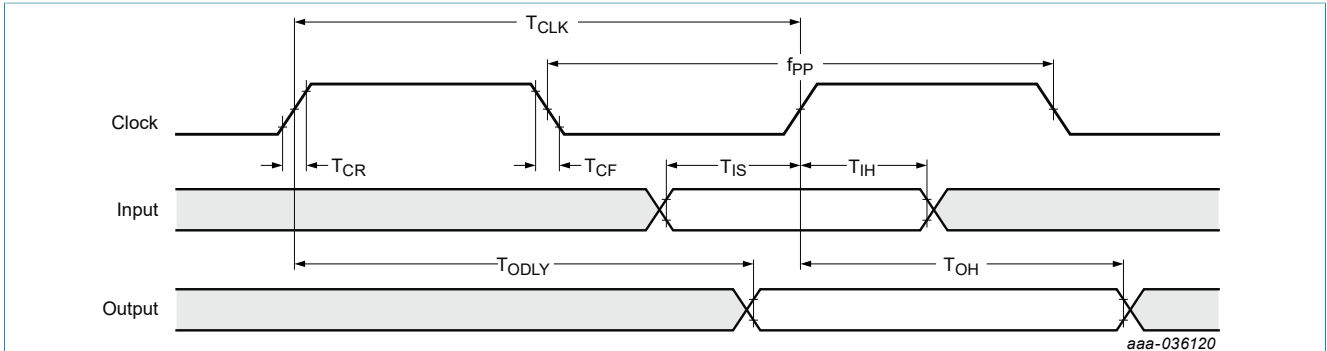 TCLK
fPP
Clock
TCR
TCF
TIS
TIH
Input
TODLY
TOH
Output
aaa-036120